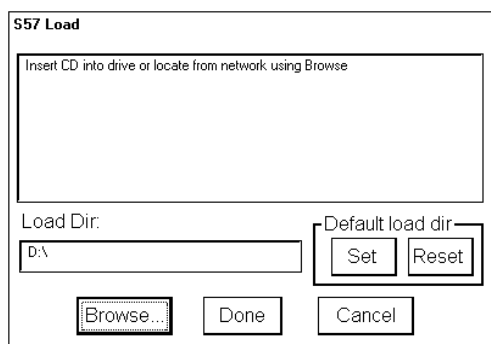 S57 Load
Insert CD into drive or locate from network using Browse
Load Dir:
Default load dir
D:\
Set
Reset
Browse...
Done
Cancel